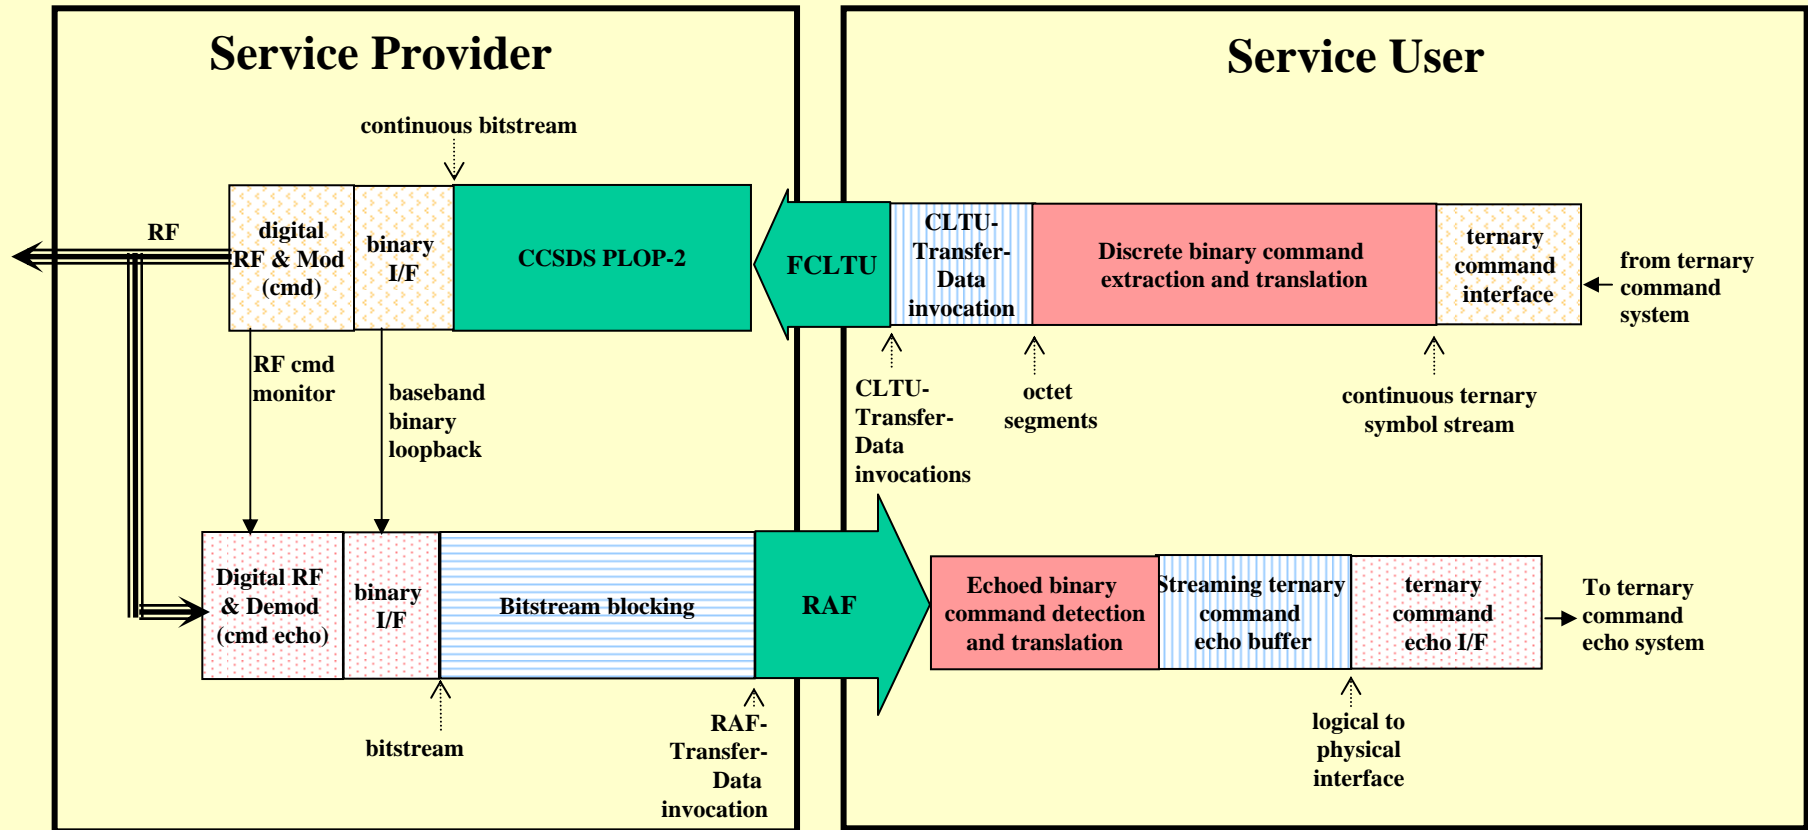 Service Provider
Service User
continuous bitstream
RF
digital
RF & Mod
(cmd)
binary
I/F
CCSDS PLOP-2
FCLTU
CLTU-
Transfer-
Data
invocation
Discrete binary command
extraction and translation
ternary
command
interface
from ternary
command
system
RF cmd
monitor
baseband
binary
loopback
CLTU-
Transfer-
Data
invocations
octet
segments
continuous ternary
symbol stream
Digital RF
& Demod
(cmd echo)
binary
I/F
Bitstream blocking
RAF
Echoed binary
command detection
and translation
Streaming ternary
command
echo buffer
ternary
command
echo I/F
To ternary
command
echo system
bitstream
RAF-
Transfer-
Data
invocation
logical to
physical
interface